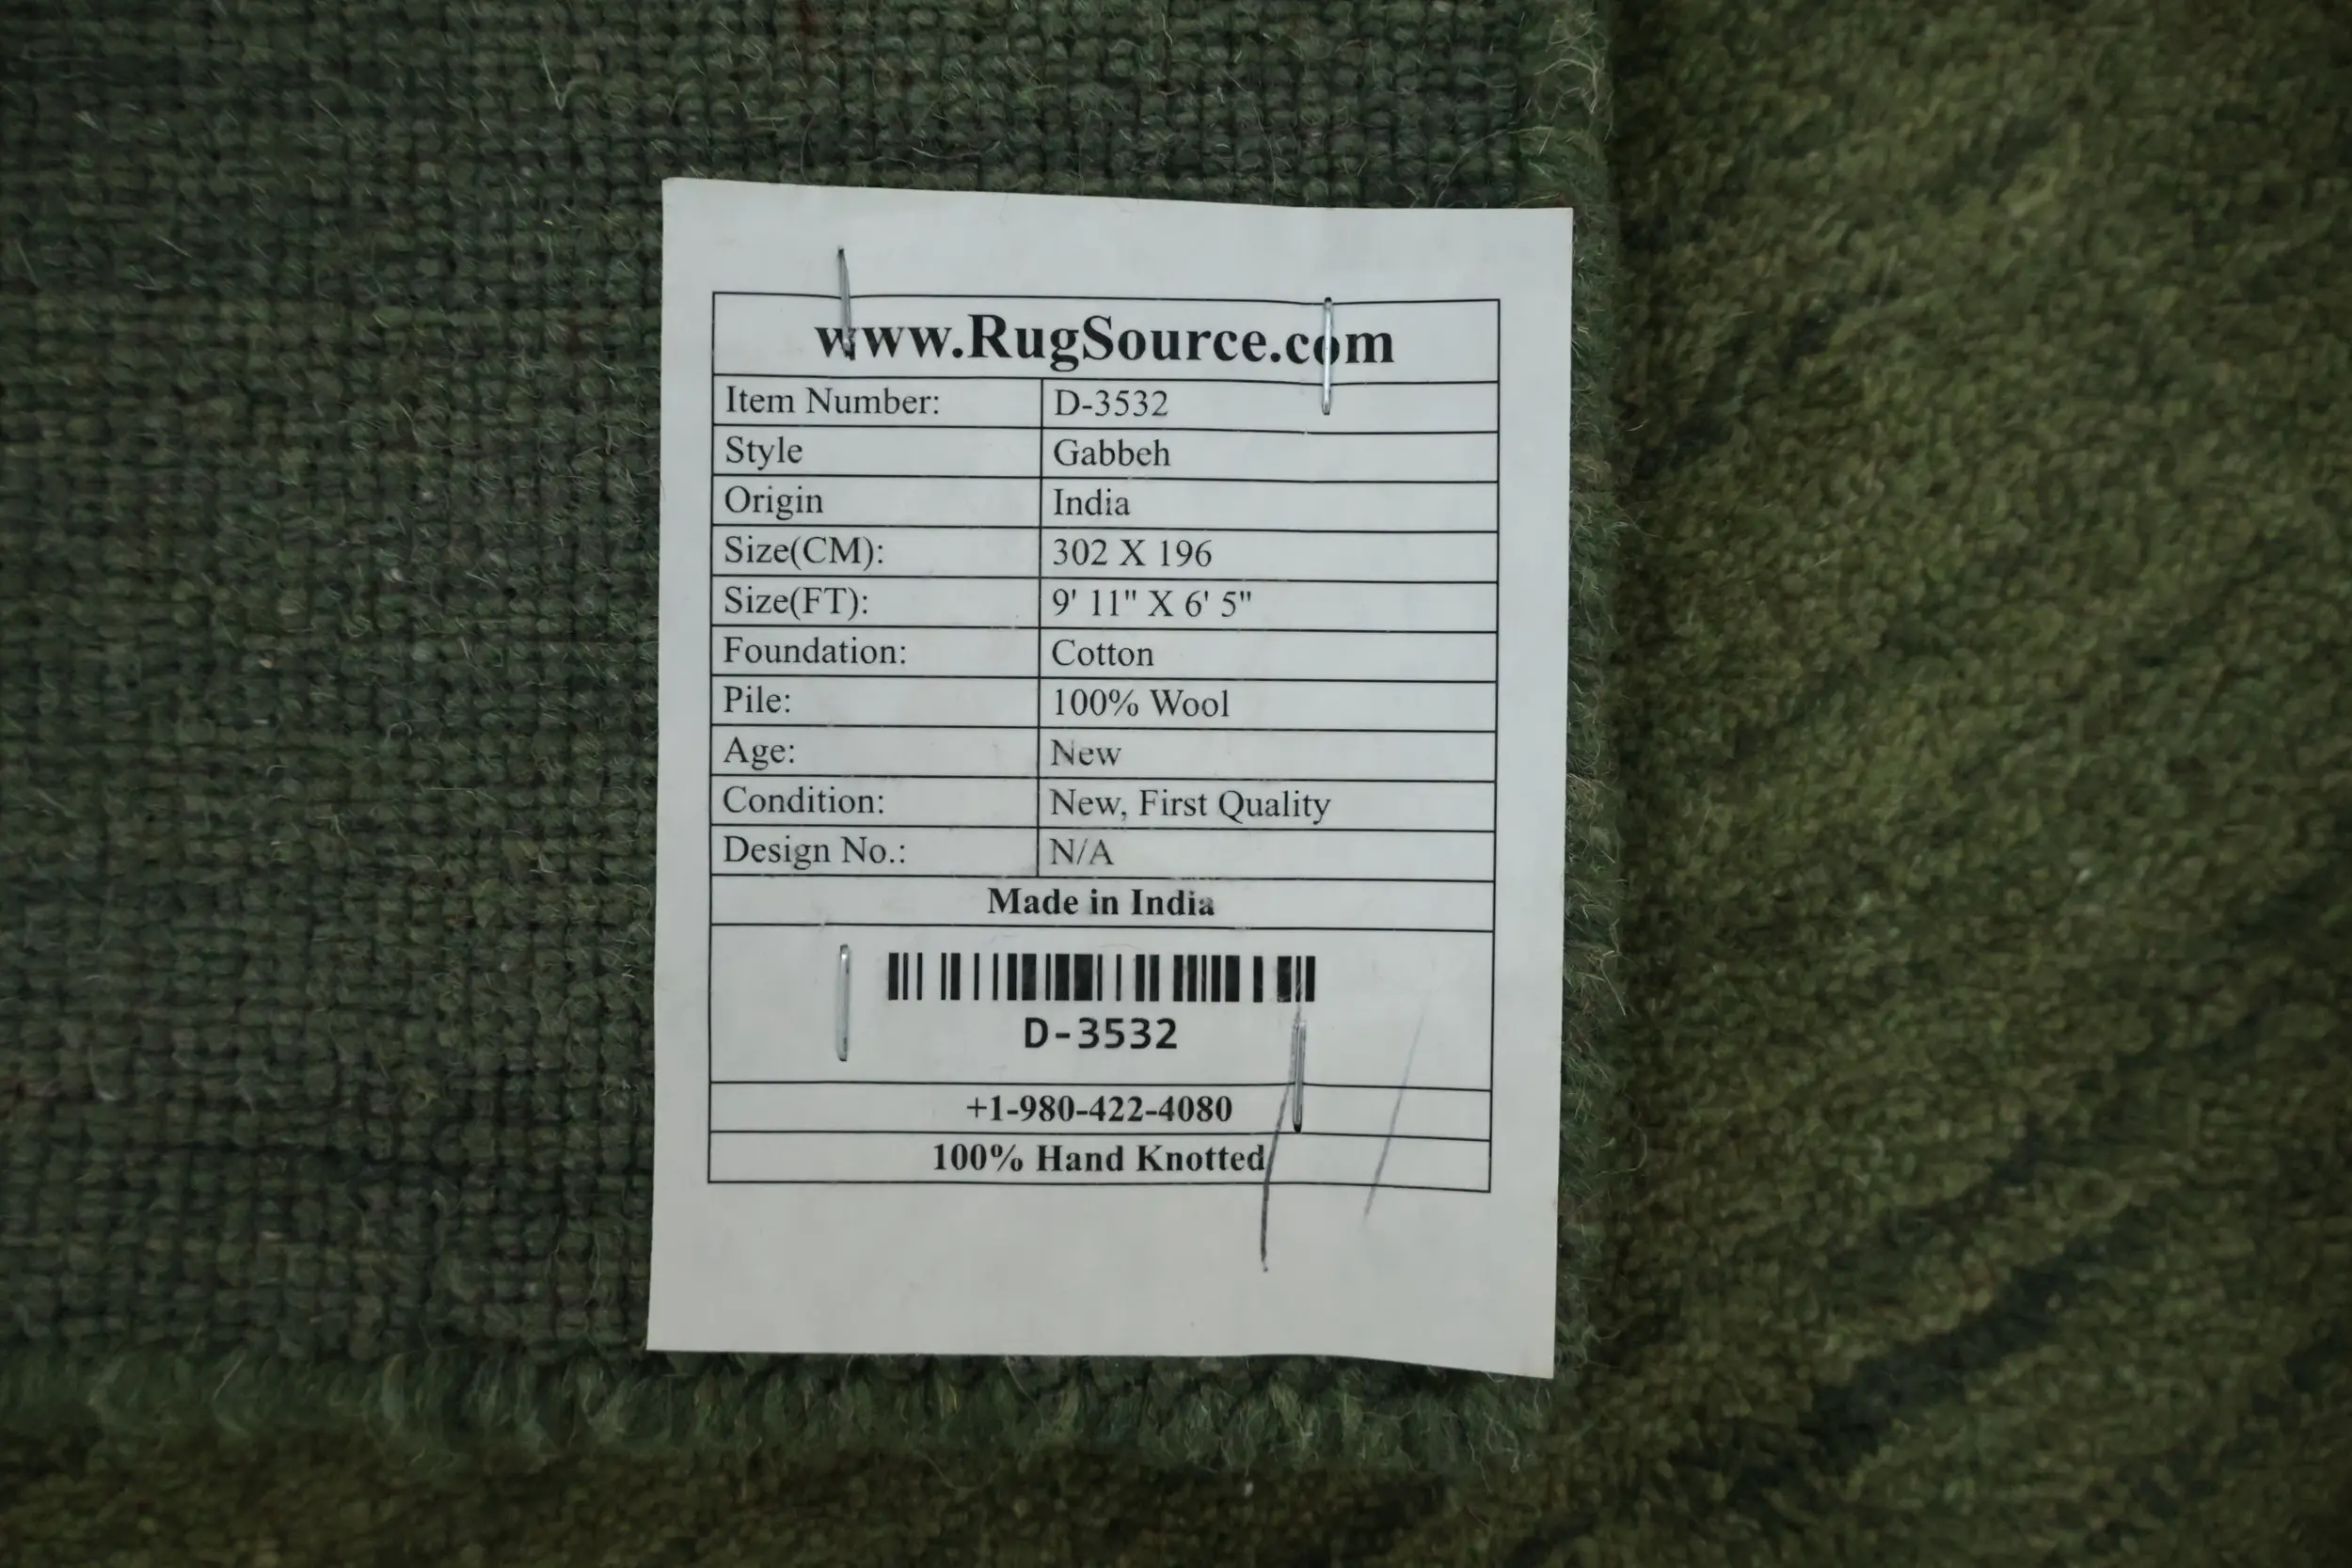 www.RugSource.com
Item Number: D-3532
Style Gabbeh
Origin India
Size(CM): 302 X 196
Size(FT): 9' 11" X 6' 5"
Foundation: Cotton
Pile: 100% Wool
Age: New
Condition: New, First Quality
Design No.: N/A
Made in India
D-3532
+1-980-422-4080
100% Hand Knotted